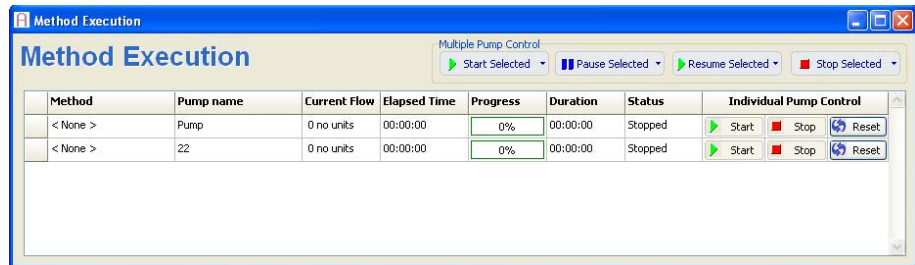 Method Execution
Method Execution
Multiple Pump Control
Start Selected Pause Selected Resume Selected Stop Selected
Method Pump name Current Flow Elapsed Time Progress Duration Status Individual Pump Control
< None > Pump 0 no units 00:00:00 0% 00:00:00 Stopped Start Stop Reset
< None > 22 0 no units 00:00:00 0% 00:00:00 Stopped Start Stop Reset